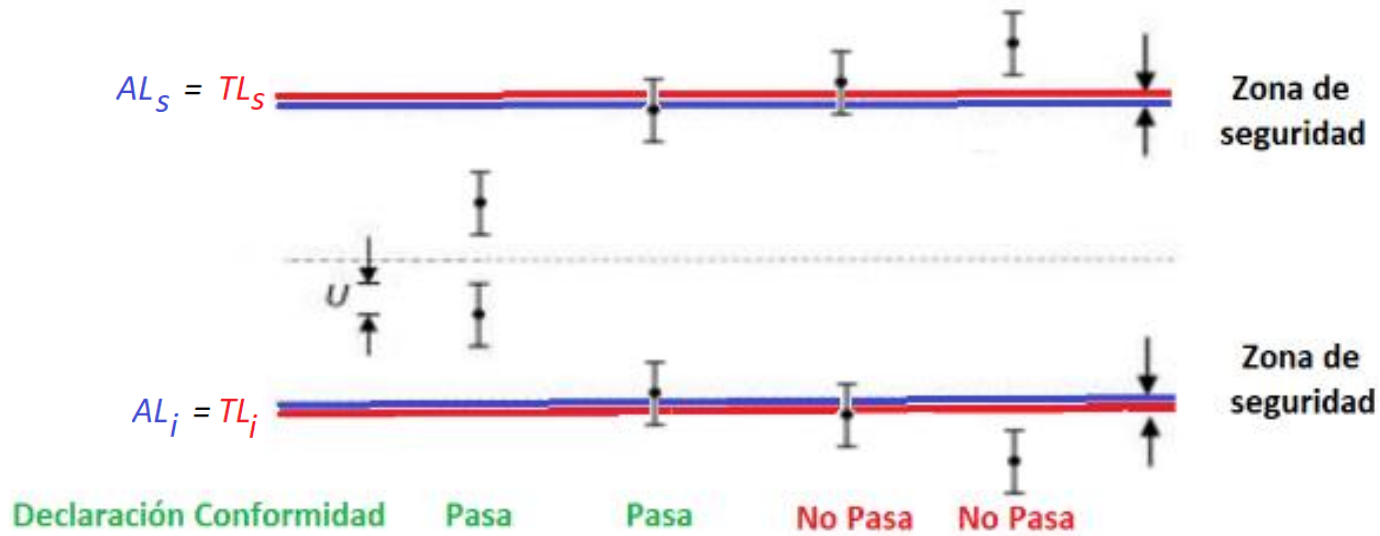 ALs = TLs
Zona de
seguridad
U
Zona de
seguridad
ALi = TLi
Declaración Conformidad Pasa Pasa No Pasa No Pasa